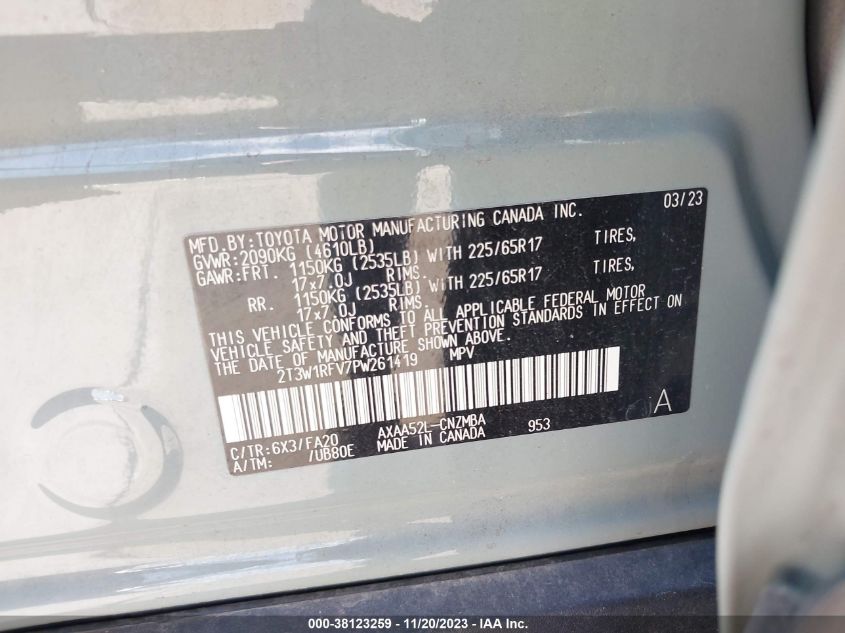 MFD.BY:TOYOTA MOTOR MANUFACTURING CANADA INC. 03/23
GVWR:2090KG (4610LB)
GAWR:FRT. 1150KG (2535LB) WITH 225/65R17 TIRES,
17x7.0J RIMS.
RR. 1150KG (2535LB) WITH 225/65R17 TIRES,
17x7.0J RIMS.
THIS VEHICLE CONFORMS TO ALL APPLICABLE FEDERAL MOTOR
VEHICLE SAFETY AND THEFT PREVENTION STANDARDS IN EFFECT ON
THE DATE OF MANUFACTURE SHOWN ABOVE.
2T3W1RFV7PW261419 MPV
C/TR:6X3/FA20 AXAA52L-CNZMBA 953 A
A/TM: /UB80E MADE IN CANADA
000-38123259 - 11/20/2023 - IAA Inc.